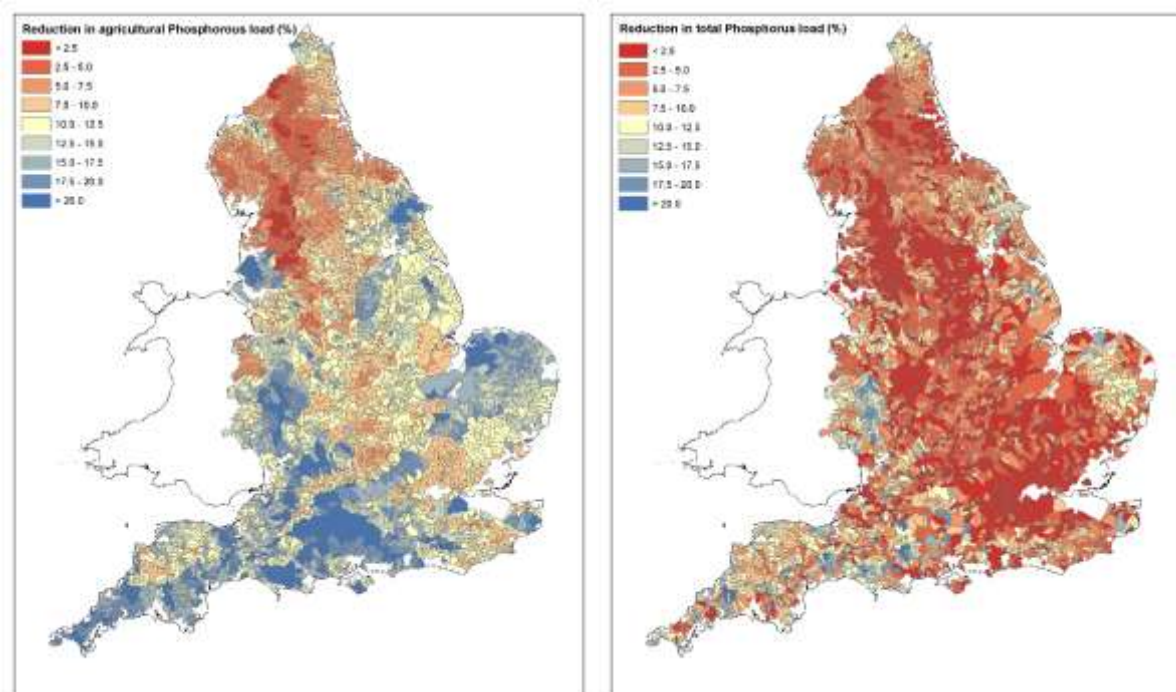 Reduction in agricultural Phosphorous load (%)
< 2.5
2.5 - 5.0
5.0 - 7.5
7.5 - 10.0
10.0 - 12.5
12.5 - 15.0
15.0 - 17.5
17.5 - 20.0
> 20.0
Reduction in total Phosphorus load (%)
< 2.5
2.5 - 5.0
5.0 - 7.5
7.5 - 10.0
10.0 - 12.5
12.5 - 15.0
15.0 - 17.5
17.5 - 20.0
> 20.0